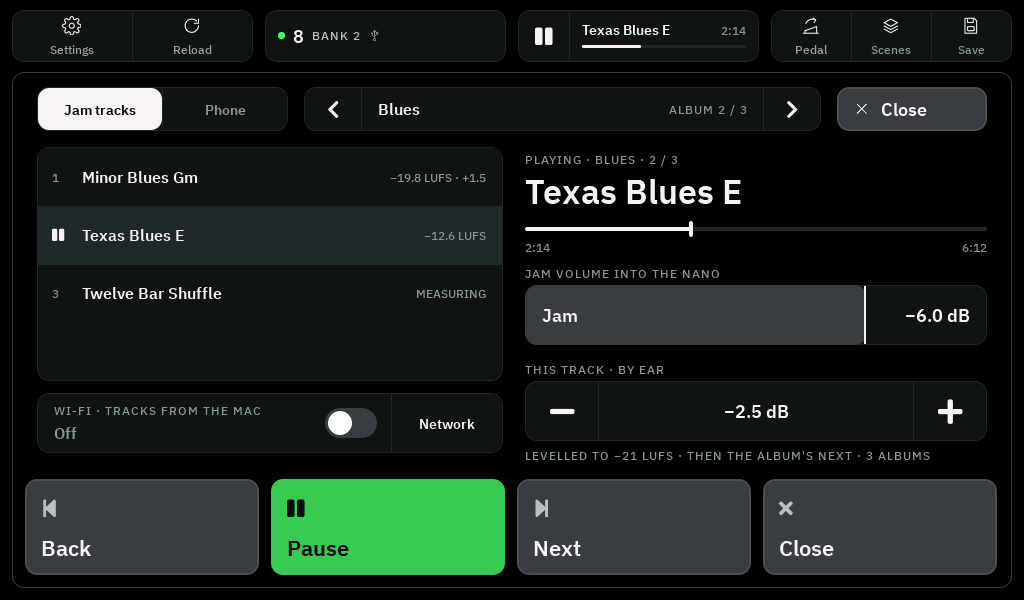 Settings
Reload
8 BANK 2
Texas Blues E 2:14
Pedal
Scenes
Save
Jam tracks
Phone
Blues
ALBUM 2 / 3
Close
1 Minor Blues Gm −19.8 LUFS · +1.5
Texas Blues E −12.6 LUFS
3 Twelve Bar Shuffle MEASURING
WI-FI · TRACKS FROM THE MAC
Off
Network
PLAYING · BLUES · 2 / 3
Texas Blues E
2:14 6:12
JAM VOLUME INTO THE NANO
Jam −6.0 dB
THIS TRACK · BY EAR
−2.5 dB
LEVELLED TO −21 LUFS · THEN THE ALBUM'S NEXT · 3 ALBUMS
Back
Pause
Next
Close